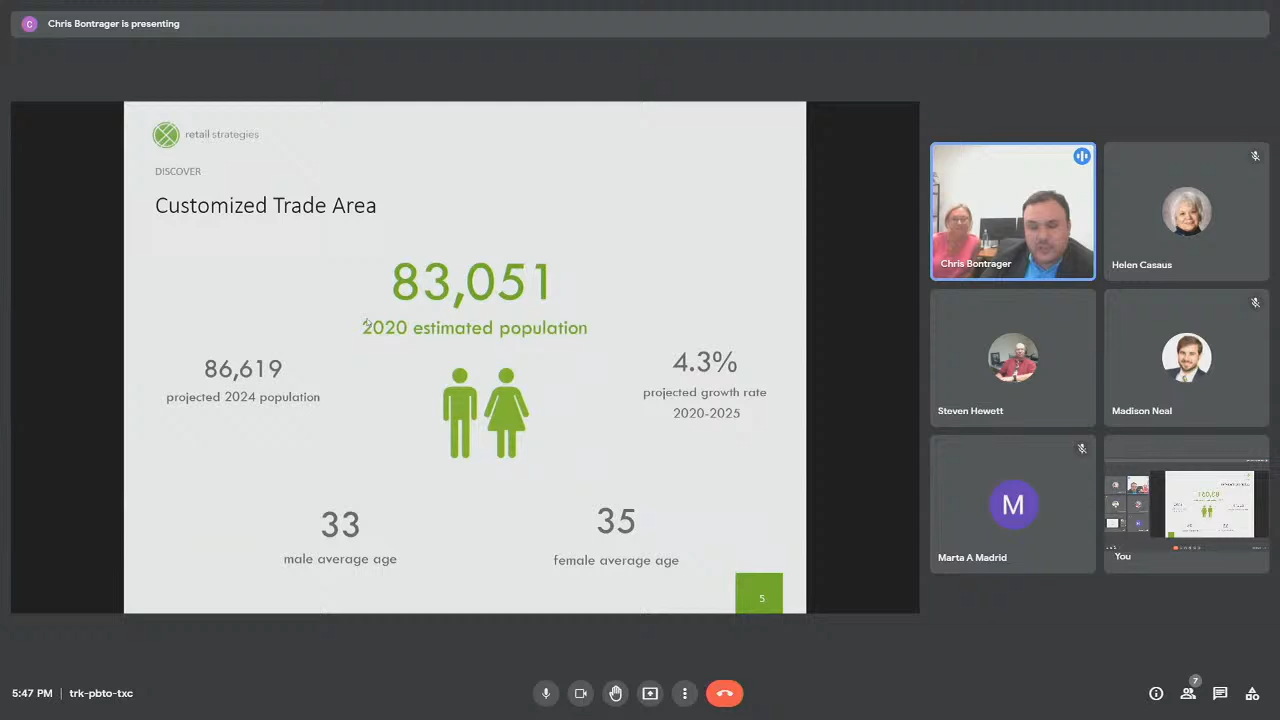 C
Chris Bontrager is presenting
retail strategies
DISCOVER
Customized Trade Area
83,051
2020 estimated population
86,619
projected 2024 population
4.3%
projected growth rate
2020-2025
33
male average age
35
female average age
5
Chris Bontrager
Helen Casaus
Steven Hewett
Madison Neal
M
Marta A Madrid
You
5:47 PM | trk-pbto-txc
7